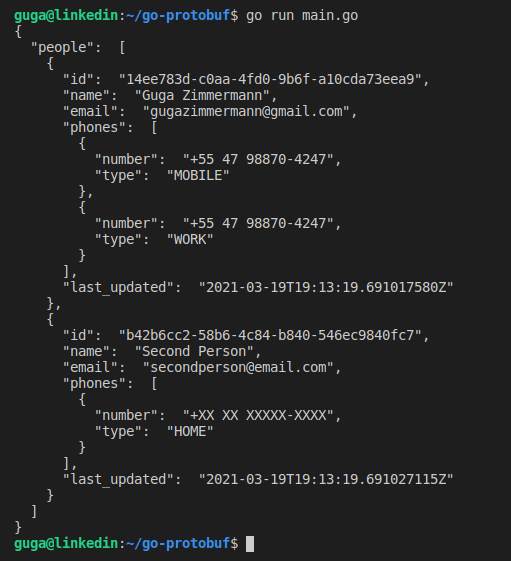 guga@linkedin:~/go-protobuf$ go run main.go
{
  "people":  [
    {
      "id":  "14ee783d-c0aa-4fd0-9b6f-a10cda73eea9",
      "name":  "Guga Zimmermann",
      "email":  "gugazimmermann@gmail.com",
      "phones":  [
        {
          "number":  "+55 47 98870-4247",
          "type":  "MOBILE"
        },
        {
          "number":  "+55 47 98870-4247",
          "type":  "WORK"
        }
      ],
      "last_updated":  "2021-03-19T19:13:19.691017580Z"
    },
    {
      "id":  "b42b6cc2-58b6-4c84-b840-546ec9840fc7",
      "name":  "Second Person",
      "email":  "secondperson@email.com",
      "phones":  [
        {
          "number":  "+XX XX XXXXX-XXXX",
          "type":  "HOME"
        }
      ],
      "last_updated":  "2021-03-19T19:13:19.691027115Z"
    }
  ]
}
guga@linkedin:~/go-protobuf$